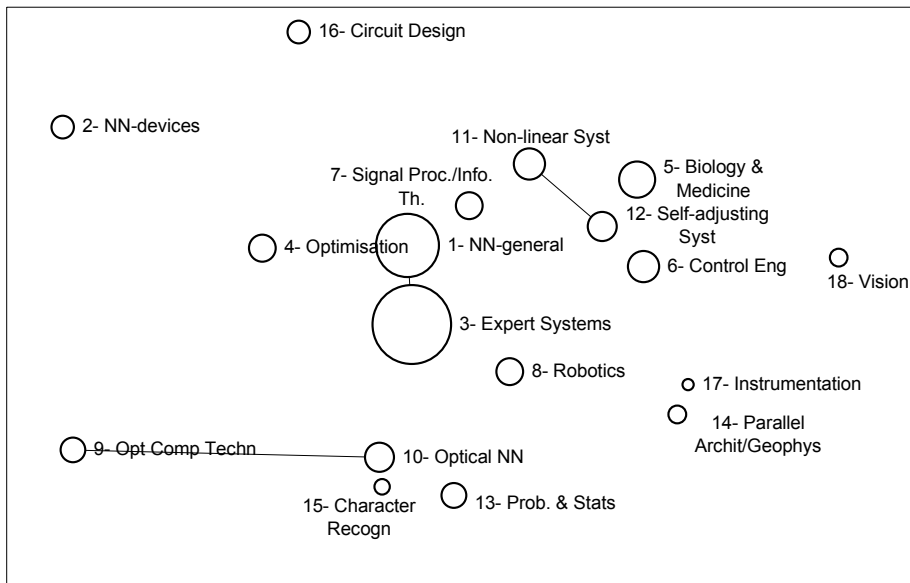 16- Circuit Design
2- NN-devices
11- Non-linear Syst
7- Signal Proc./Info.
Th.
5- Biology &
Medicine
12- Self-adjusting
Syst
4- Optimisation
1- NN-general
6- Control Eng
18- Vision
3- Expert Systems
8- Robotics
17- Instrumentation
14- Parallel
Archit/Geophys
9- Opt Comp Techn
10- Optical NN
15- Character
Recogn
13- Prob. & Stats